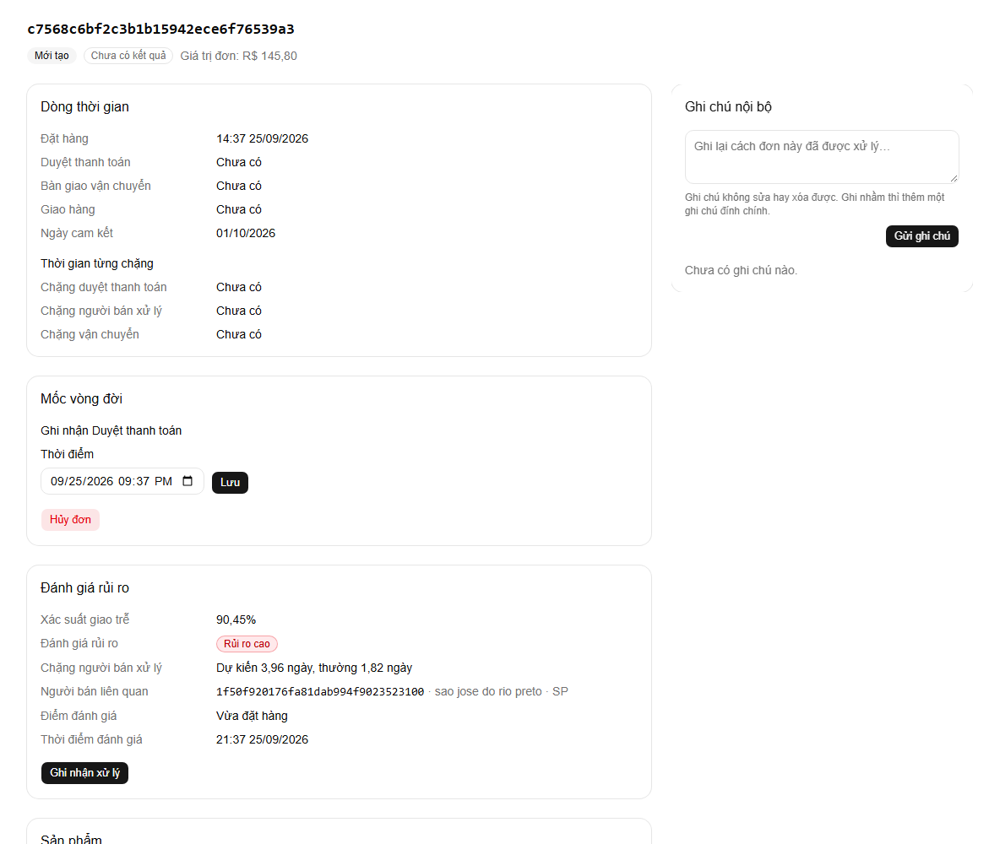 c7568c6bf2c3b1b15942ece6f76539a3
Mới tạo Chưa có kết quả Giá trị đơn: R$ 145,80
Dòng thời gian
Đặt hàng 14:37 25/09/2026
Duyệt thanh toán Chưa có
Bàn giao vận chuyển Chưa có
Giao hàng Chưa có
Ngày cam kết 01/10/2026
Thời gian từng chặng
Chặng duyệt thanh toán Chưa có
Chặng người bán xử lý Chưa có
Chặng vận chuyển Chưa có
Mốc vòng đời
Ghi nhận Duyệt thanh toán
Thời điểm
09/25/2026 09:37 PM Lưu
Hủy đơn
Đánh giá rủi ro
Xác suất giao trễ 90,45%
Đánh giá rủi ro Rủi ro cao
Chặng người bán xử lý Dự kiến 3,96 ngày, thường 1,82 ngày
Người bán liên quan 1f50f920176fa81dab994f9023523100 · sao jose do rio preto · SP
Điểm đánh giá Vừa đặt hàng
Thời điểm đánh giá 21:37 25/09/2026
Ghi nhận xử lý
Sản phẩm
Ghi chú nội bộ
Ghi lại cách đơn này đã được xử lý…
Ghi chú không sửa hay xóa được. Ghi nhầm thì thêm một
ghi chú đính chính.
Gửi ghi chú
Chưa có ghi chú nào.